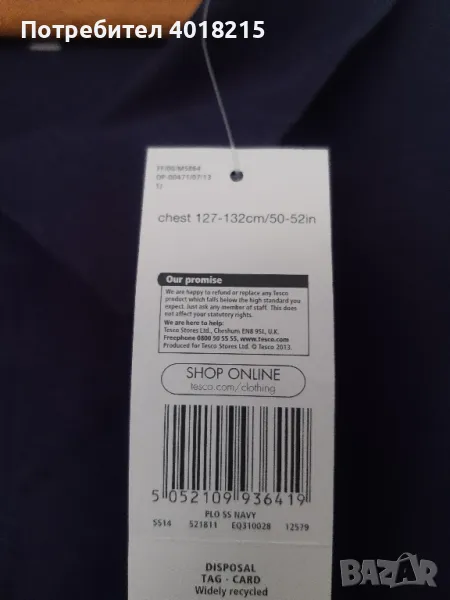 Потребител 4018215
chest 127-132cm/50-52in
Our promise
We are happy to refund or replace any Tesco
product which falls below the high standard you
expect. Just ask any member of staff. This does
not affect your statutory rights.
We are here to help:
Tesco Stores Ltd., Cheshunt EN8 9SL, U.K.
Freephone 0800 50 55 55, www.tesco.com
Produced for Tesco Stores Ltd. © Tesco 2013.
SHOP ONLINE
tesco.com/clothing
5 052109 936419
PLO SS NAVY
SS14 521811 EQ310028 12579
DISPOSAL
TAG - CARD
Widely recycled
BAZAR